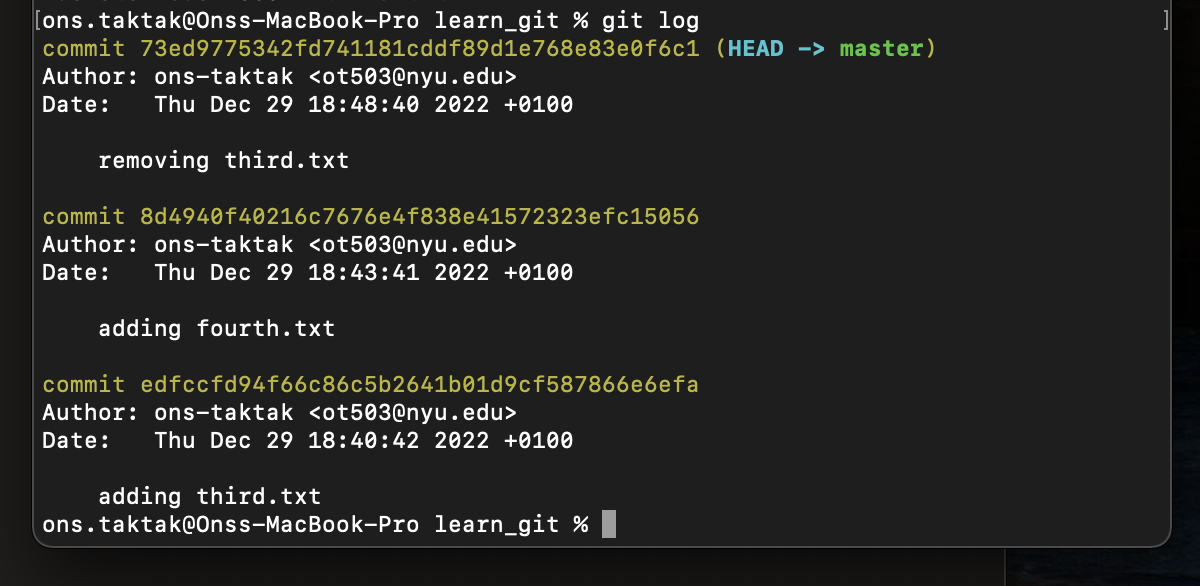 [ons.taktak@Onss-MacBook-Pro learn_git % git log ]
commit 73ed9775342fd741181cddf89d1e768e83e0f6c1 (HEAD -> master)
Author: ons-taktak <ot503@nyu.edu>
Date:   Thu Dec 29 18:48:40 2022 +0100
    removing third.txt
commit 8d4940f40216c7676e4f838e41572323efc15056
Author: ons-taktak <ot503@nyu.edu>
Date:   Thu Dec 29 18:43:41 2022 +0100
    adding fourth.txt
commit edfccfd94f66c86c5b2641b01d9cf587866e6efa
Author: ons-taktak <ot503@nyu.edu>
Date:   Thu Dec 29 18:40:42 2022 +0100
    adding third.txt
ons.taktak@Onss-MacBook-Pro learn_git %